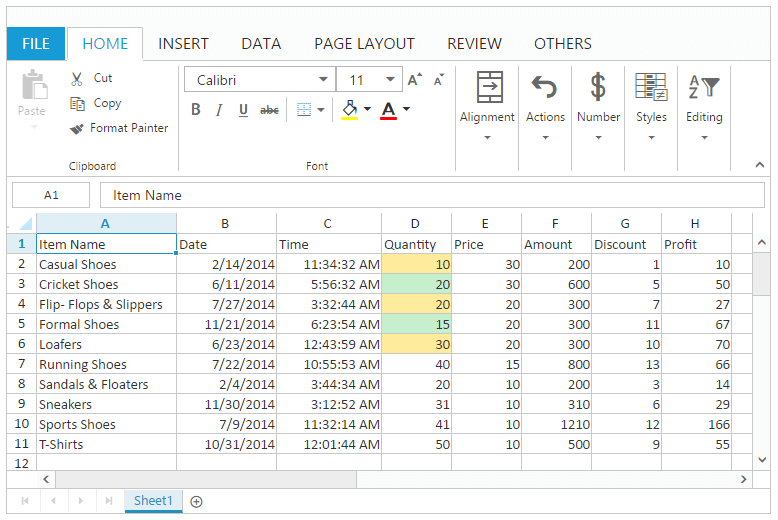 FILE HOME INSERT DATA PAGE LAYOUT REVIEW OTHERS
Paste
Cut
Copy
Format Painter
Clipboard
Calibri 11 A A
B I U abc A
Font
Alignment
Actions
$
Number
Styles
A
Z
Editing
A1 Item Name
A B C D E F G H
1 Item Name Date Time Quantity Price Amount Discount Profit
2 Casual Shoes 2/14/2014 11:34:32 AM 10 30 200 1 10
3 Cricket Shoes 6/11/2014 5:56:32 AM 20 30 600 5 50
4 Flip- Flops & Slippers 7/27/2014 3:32:44 AM 20 20 300 7 27
5 Formal Shoes 11/21/2014 6:23:54 AM 15 20 300 11 67
6 Loafers 6/23/2014 12:43:59 AM 30 20 300 10 70
7 Running Shoes 7/22/2014 10:55:53 AM 40 15 800 13 66
8 Sandals & Floaters 2/4/2014 3:44:34 AM 20 10 200 3 14
9 Sneakers 11/30/2014 3:12:52 AM 31 10 310 6 29
10 Sports Shoes 7/9/2014 11:32:14 AM 41 10 1210 12 166
11 T-Shirts 10/31/2014 12:01:44 AM 50 10 500 9 55
12
Sheet1